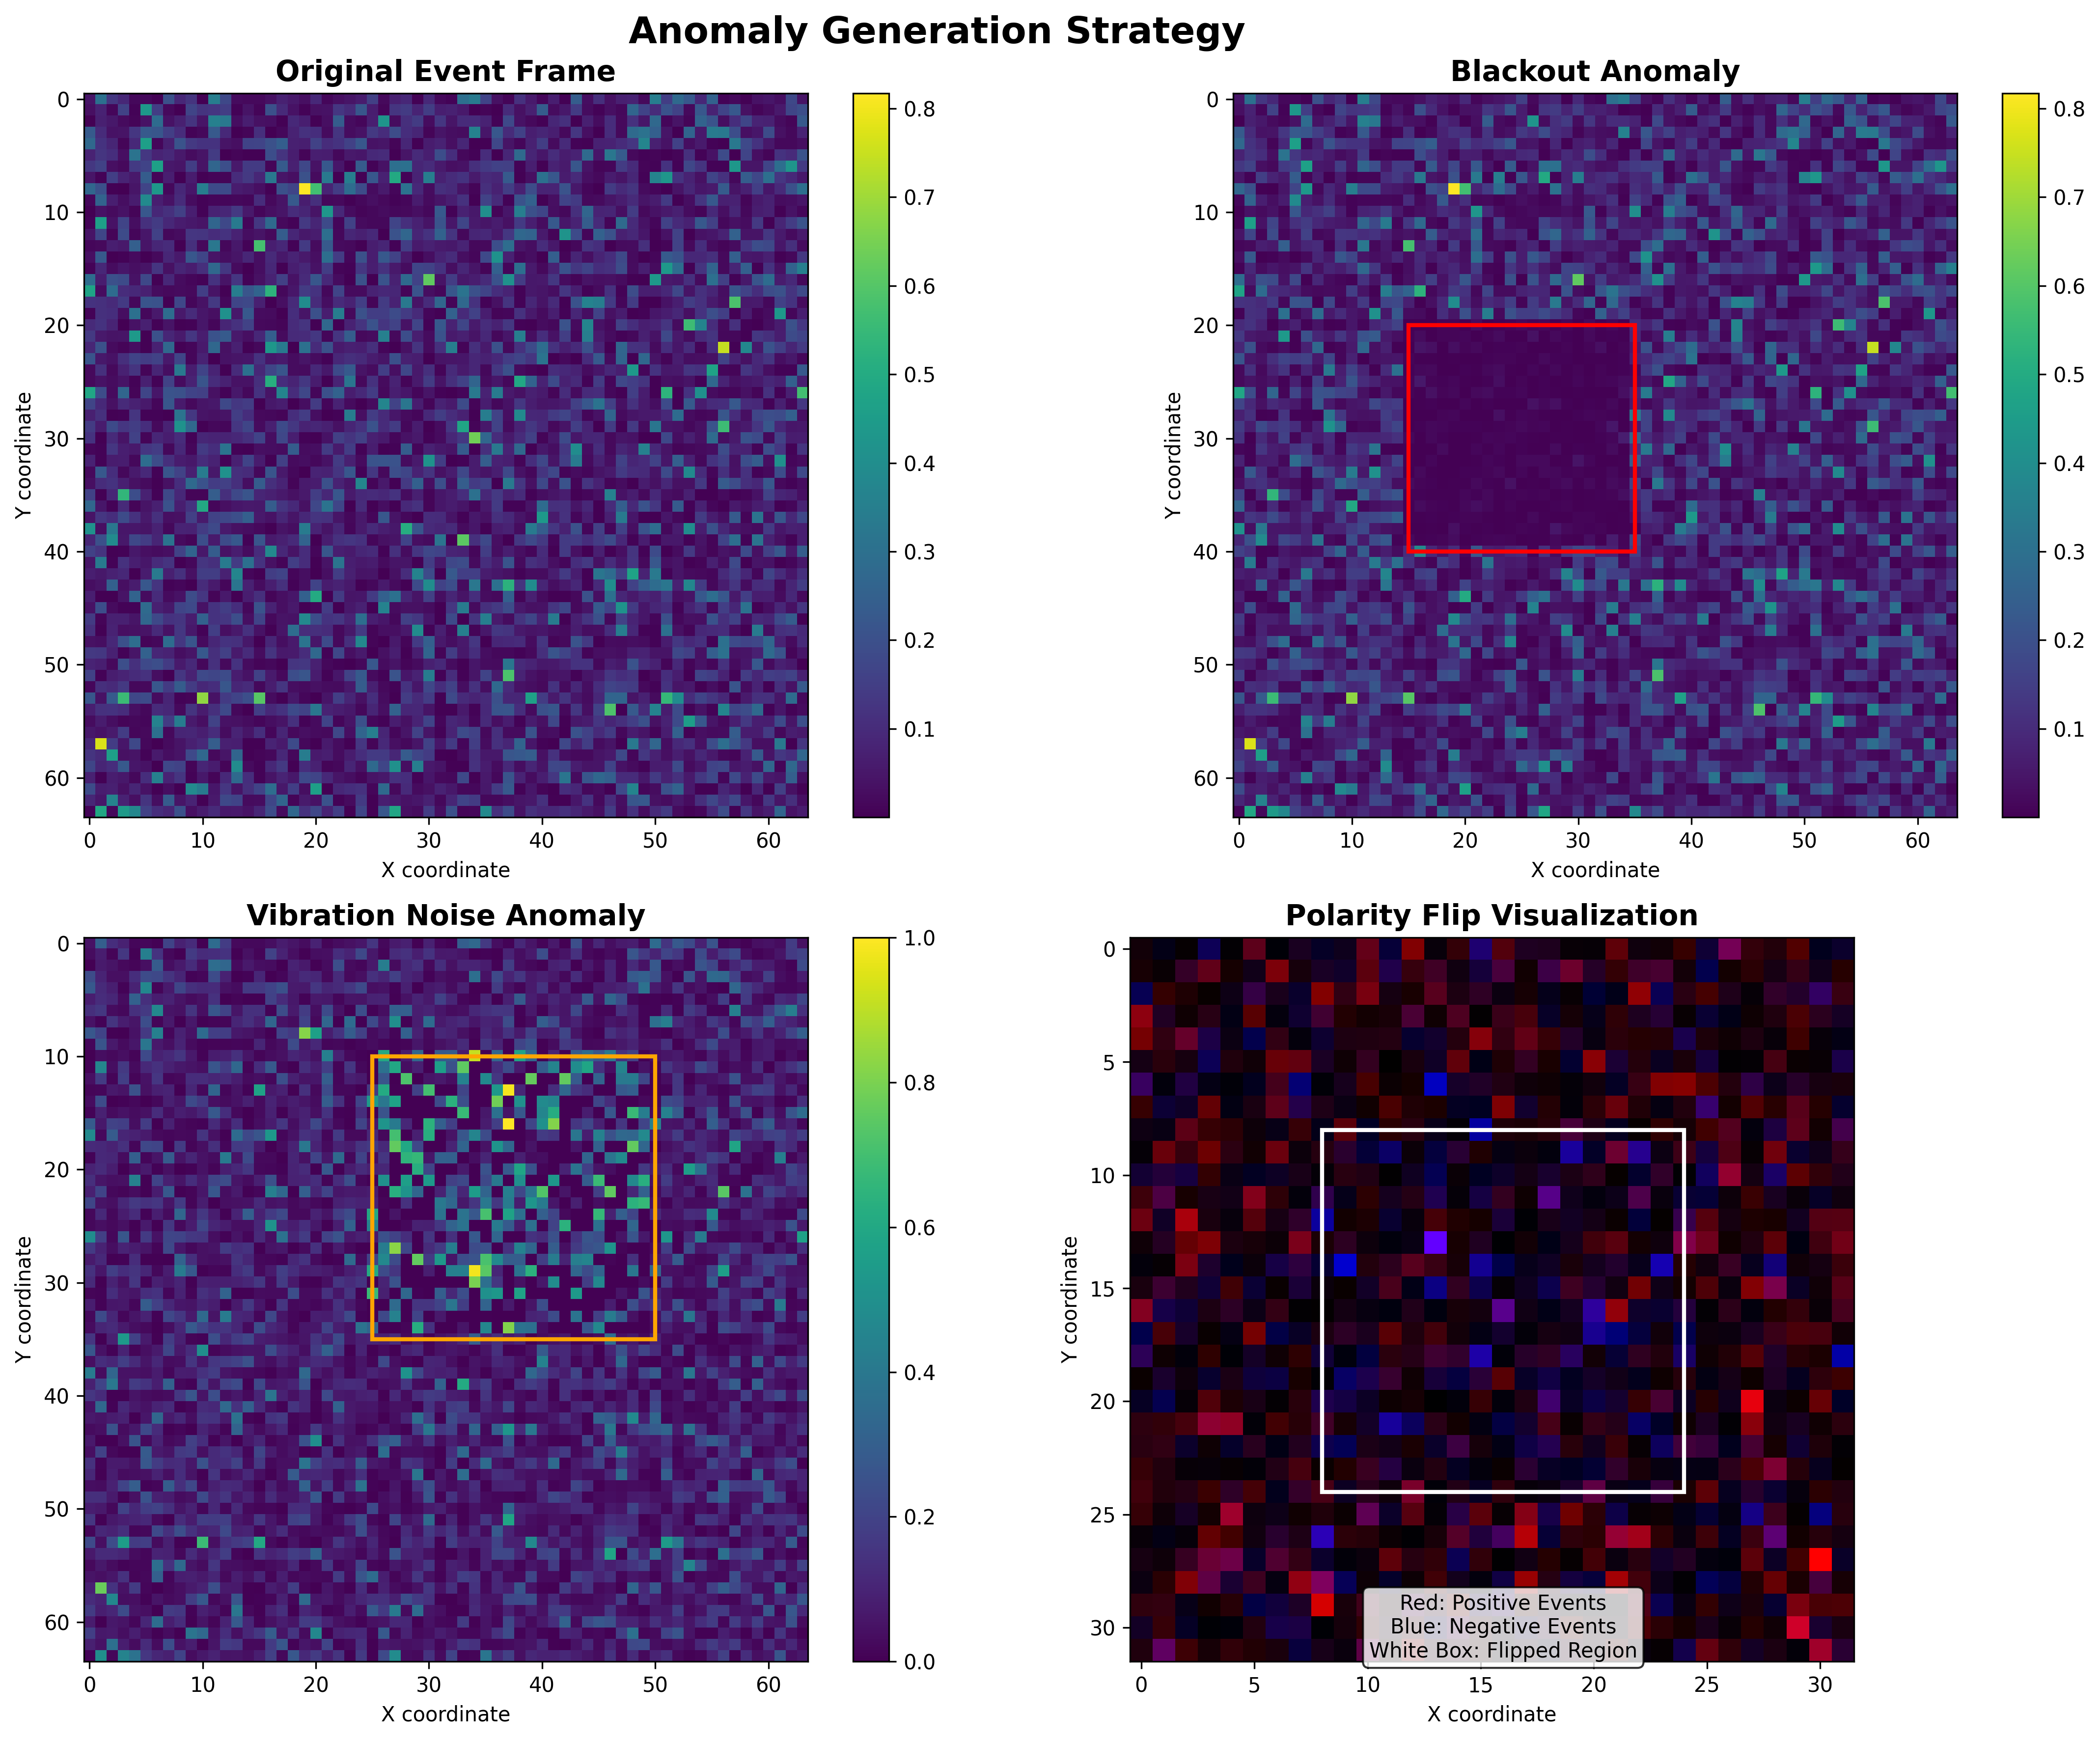 Anomaly Generation Strategy
Original Event Frame
0
10
20
30
40
50
60
Y coordinate
0 10 20 30 40 50 60
X coordinate
0.8
0.7
0.6
0.5
0.4
0.3
0.2
0.1
Blackout Anomaly
0
10
20
30
40
50
60
Y coordinate
0 10 20 30 40 50 60
X coordinate
0.8
0.7
0.6
0.5
0.4
0.3
0.2
0.1
Vibration Noise Anomaly
0
10
20
30
40
50
60
Y coordinate
0 10 20 30 40 50 60
X coordinate
1.0
0.8
0.6
0.4
0.2
0.0
Polarity Flip Visualization
0
5
10
15
20
25
30
Y coordinate
Red: Positive Events
Blue: Negative Events
White Box: Flipped Region
0 5 10 15 20 25 30
X coordinate